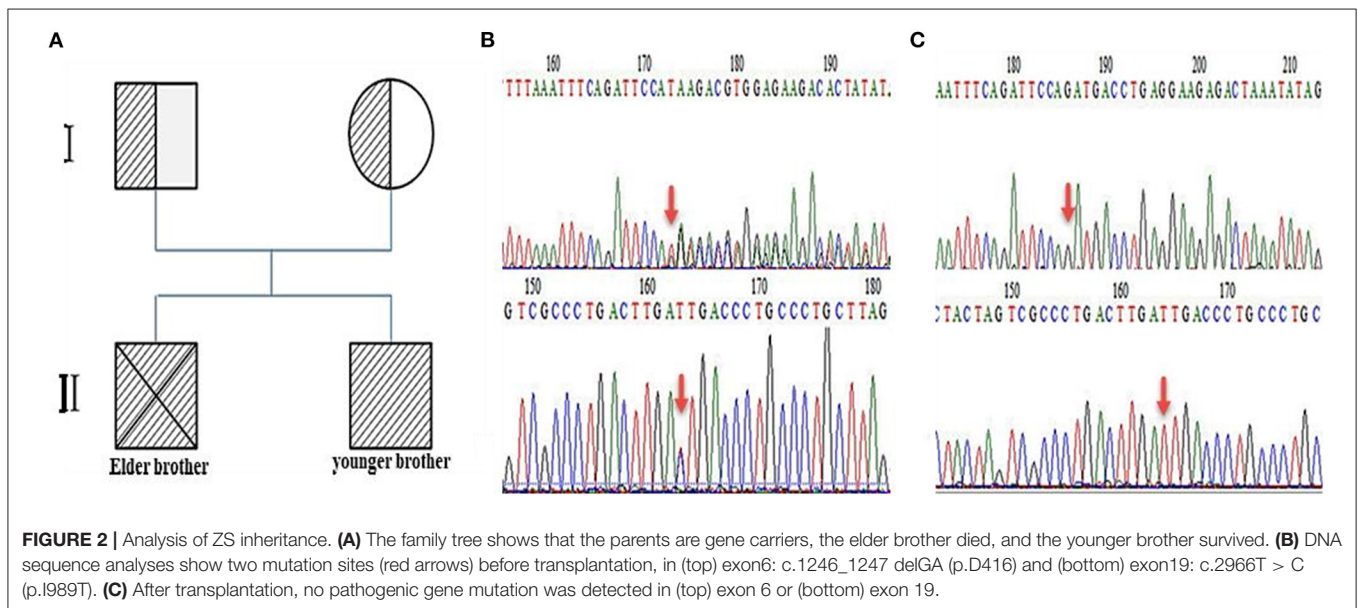 A
B
C
I
II
Elder brother
younger brother
160 170 180 190
TTTAAATTTCAGATTCCATAAGACGTGGAGAAGACACTATAT.
150 160 170 180
GTCGCCCTGACTTGATTGACCCTGCCCTGCTTAG
180 190 200 210
AATTTCAGATTCCAGATGACCTGAGGAAGAGACTAAATATAG
150 160 170
CTACTAGTCGCCCTGACTTGATTGACCCTGCCCTGC
FIGURE 2 | Analysis of ZS inheritance. (A) The family tree shows that the parents are gene carriers, the elder brother died, and the younger brother survived. (B) DNA
sequence analyses show two mutation sites (red arrows) before transplantation, in (top) exon6: c.1246_1247 delGA (p.D416) and (bottom) exon19: c.2966T > C
(p.I989T). (C) After transplantation, no pathogenic gene mutation was detected in (top) exon 6 or (bottom) exon 19.